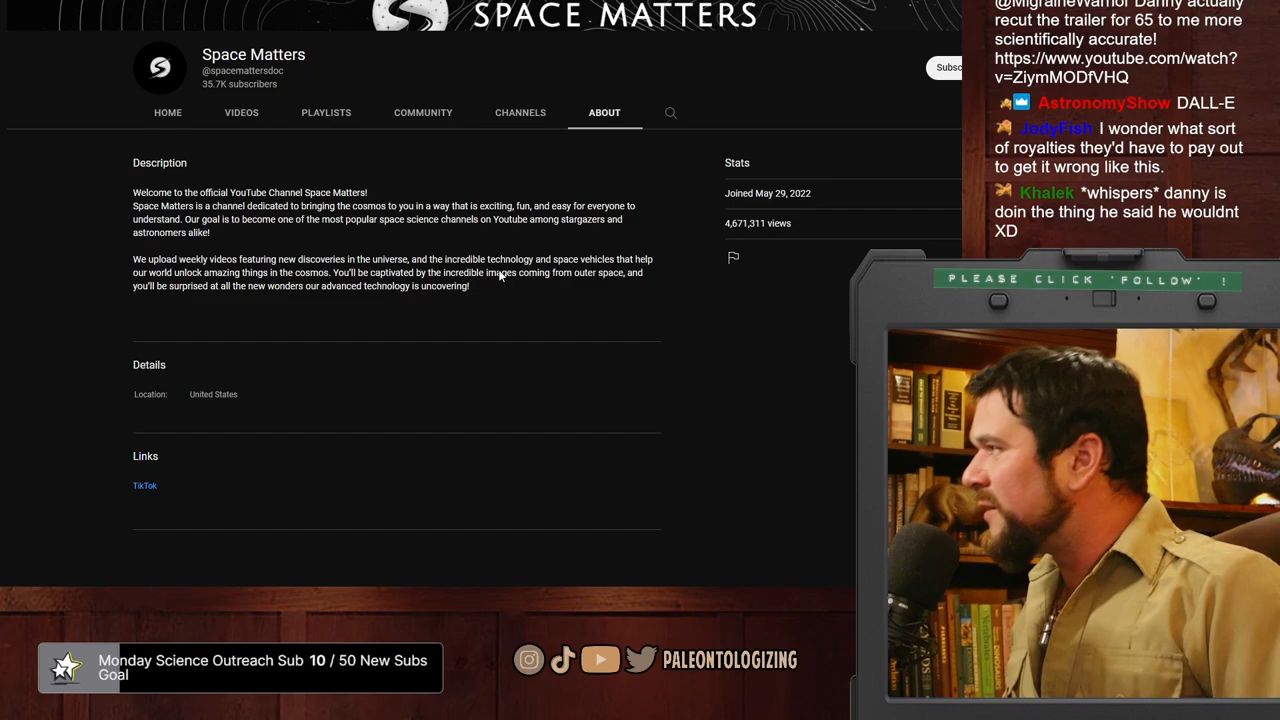 SPACE MATTERS
Space Matters
@spacemattersdoc
35.7K subscribers
Subsc
HOME VIDEOS PLAYLISTS COMMUNITY CHANNELS ABOUT
Description
Welcome to the official YouTube Channel Space Matters!
Space Matters is a channel dedicated to bringing the cosmos to you in a way that is exciting, fun, and easy for everyone to
understand. Our goal is to become one of the most popular space science channels on Youtube among stargazers and
astronomers alike!
We upload weekly videos featuring new discoveries in the universe, and the incredible technology and space vehicles that help
our world unlock amazing things in the cosmos. You'll be captivated by the incredible images coming from outer space, and
you'll be surprised at all the new wonders our advanced technology is uncovering!
Details
Location: United States
Links
TikTok
Stats
Joined May 29, 2022
4,671,311 views
@MigraineWarrior Danny actually
recut the trailer for 65 to me more
scientifically accurate!
https://www.youtube.com/watch?
v=ZiymMODfVHQ
AstronomyShow DALL-E
JodyFish I wonder what sort
of royalties they'd have to pay out
to get it wrong like this.
Khalek *whispers* danny is
doin the thing he said he wouldnt
XD
PLEASE CLICK 'FOLLOW' !
Monday Science Outreach Sub 10 / 50 New Subs
Goal
PALEONTOLOGIZING